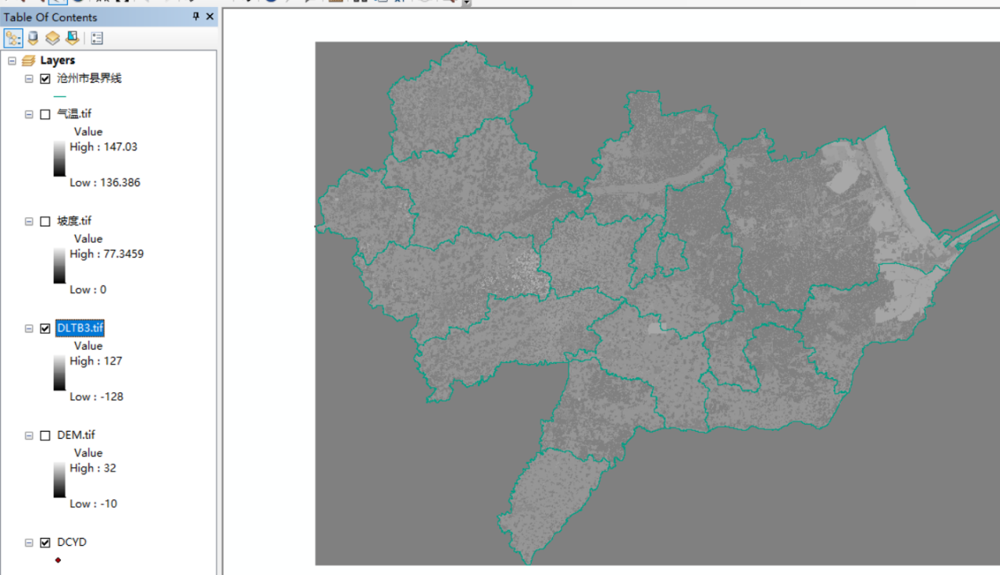 Table Of Contents
Layers
沧州市县界线
气温.tif
Value
High : 147.03
Low : 136.386
坡度.tif
Value
High : 77.3459
Low : 0
DLTB3.tif
Value
High : 127
Low : -128
DEM.tif
Value
High : 32
Low : -10
DCYD